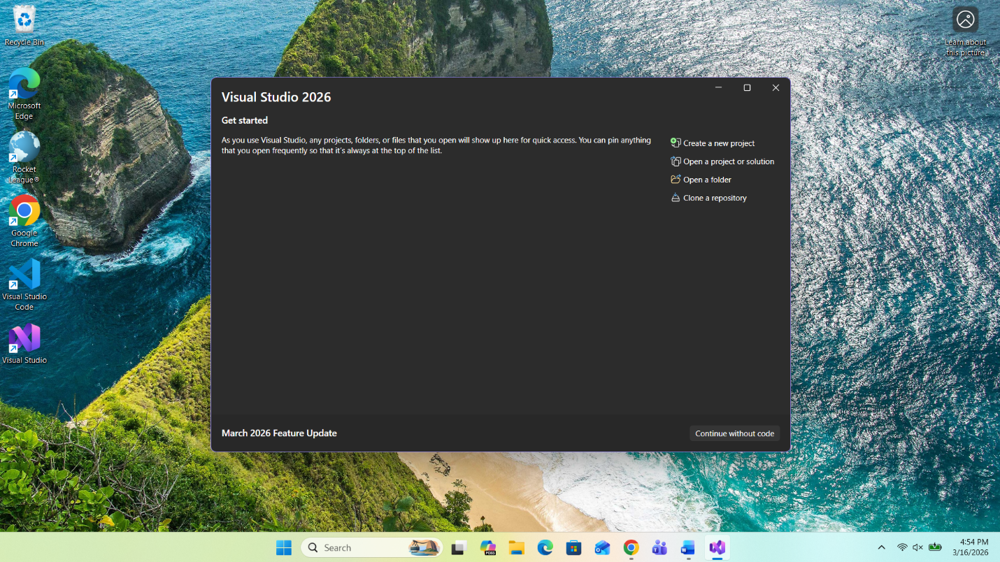 Recycle Bin
Microsoft
Edge
Rocket
League®
Google
Chrome
Visual Studio
Code
Visual Studio
Learn about
this picture
Visual Studio 2026
Get started
As you use Visual Studio, any projects, folders, or files that you open will show up here for quick access. You can pin anything
that you open frequently so that it's always at the top of the list.
Create a new project
Open a project or solution
Open a folder
Clone a repository
March 2026 Feature Update
Continue without code
Search
M365
4:54 PM
3/16/2026